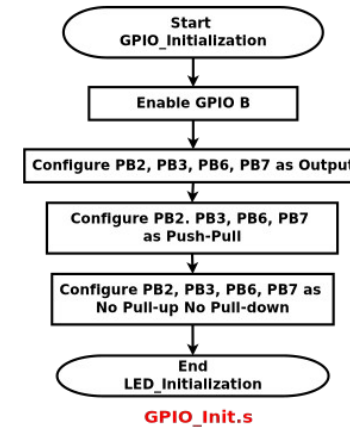 Start
GPIO_Initialization
Enable GPIO B
Configure PB2, PB3, PB6, PB7 as Output
Configure PB2. PB3, PB6, PB7
as Push-Pull
Configure PB2, PB3, PB6, PB7 as
No Pull-up No Pull-down
End
LED_Initialization
GPIO_Init.s